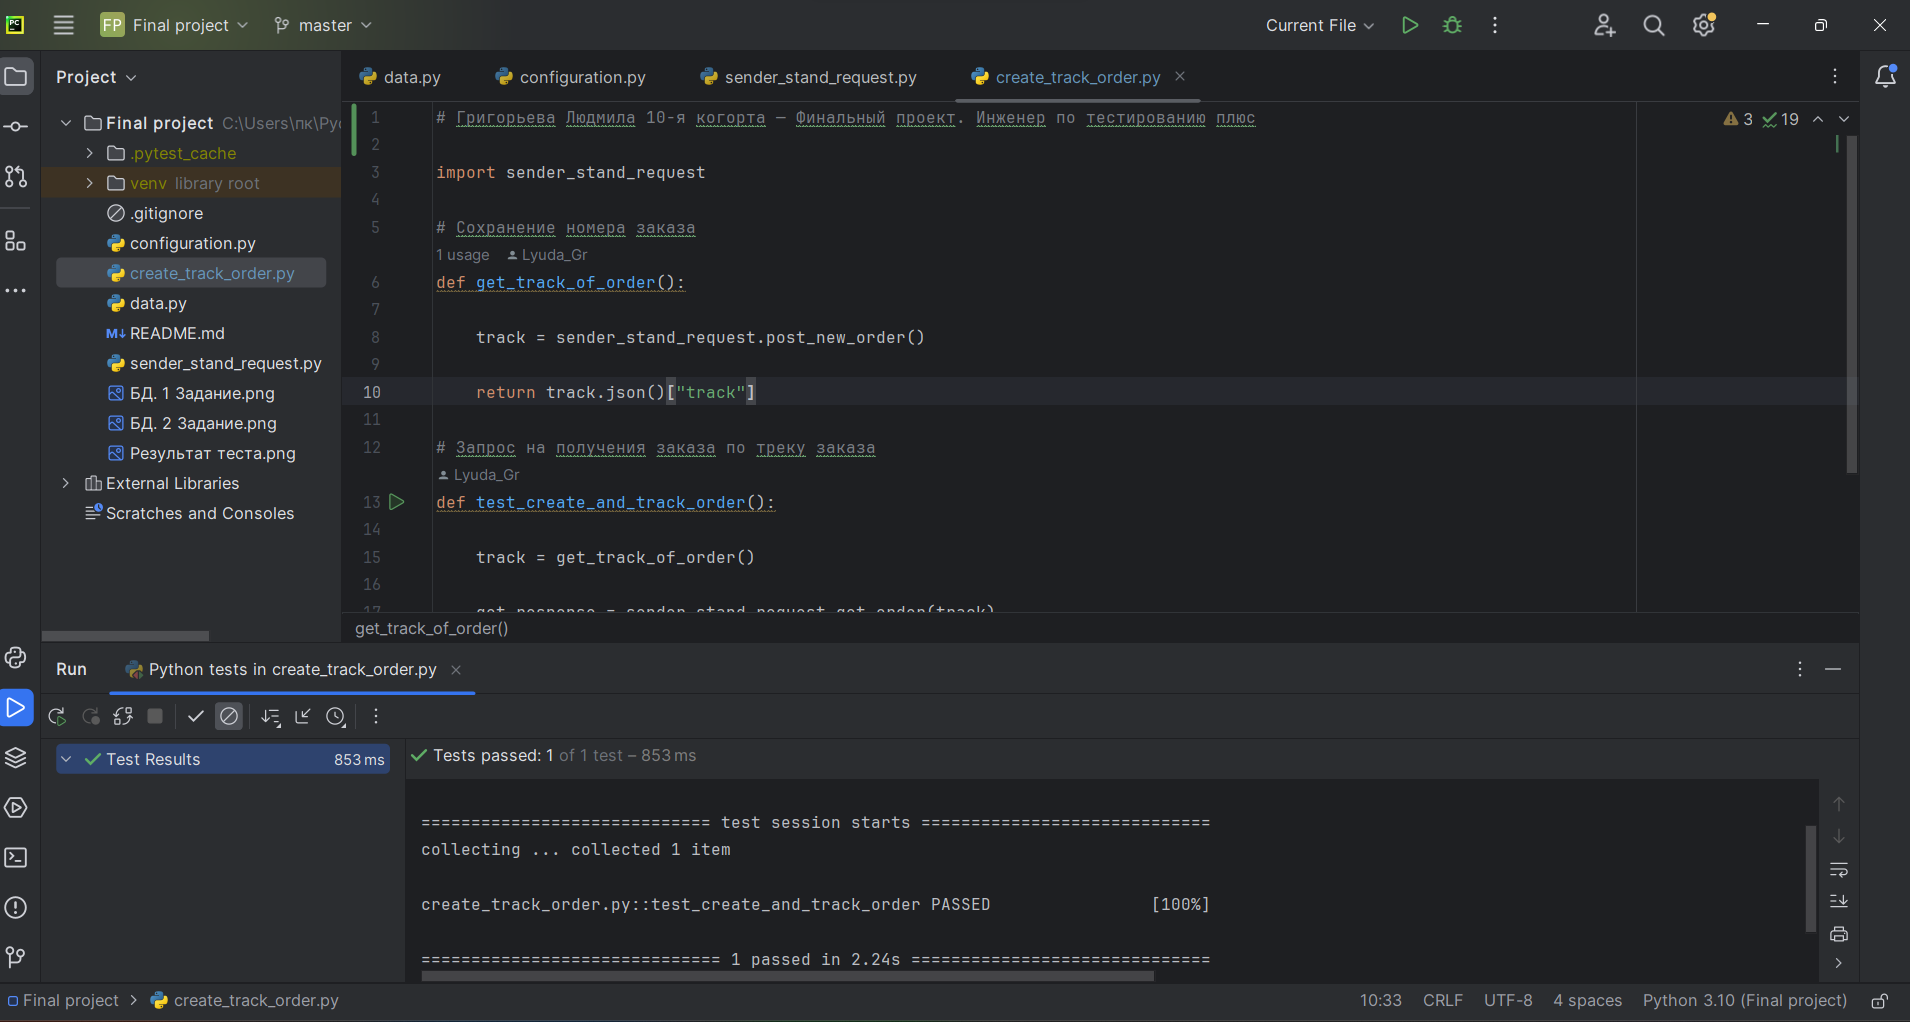 FP Final project master Current File
Project
data.py configuration.py sender_stand_request.py create_track_order.py
Final project C:\Users\пк\Py
.pytest_cache
venv library root
.gitignore
configuration.py
create_track_order.py
data.py
README.md
sender_stand_request.py
БД. 1 Задание.png
БД. 2 Задание.png
Результат теста.png
External Libraries
Scratches and Consoles
3 19
1 # Григорьева Людмила 10-я когорта — Финальный проект. Инженер по тестированию плюс
2
3 import sender_stand_request
4
5 # Сохранение номера заказа
1 usage Lyuda_Gr
6 def get_track_of_order():
7
8 track = sender_stand_request.post_new_order()
9
10 return track.json()["track"]
11
12 # Запрос на получения заказа по треку заказа
Lyuda_Gr
13 def test_create_and_track_order():
14
15 track = get_track_of_order()
16
17 get_response = sender_stand_request.get_order(track)
get_track_of_order()
Run Python tests in create_track_order.py
Test Results 853 ms
Tests passed: 1 of 1 test – 853 ms
============================= test session starts =============================
collecting ... collected 1 item
create_track_order.py::test_create_and_track_order PASSED [100%]
============================== 1 passed in 2.24s ==============================
Final project > create_track_order.py
10:33 CRLF UTF-8 4 spaces Python 3.10 (Final project)